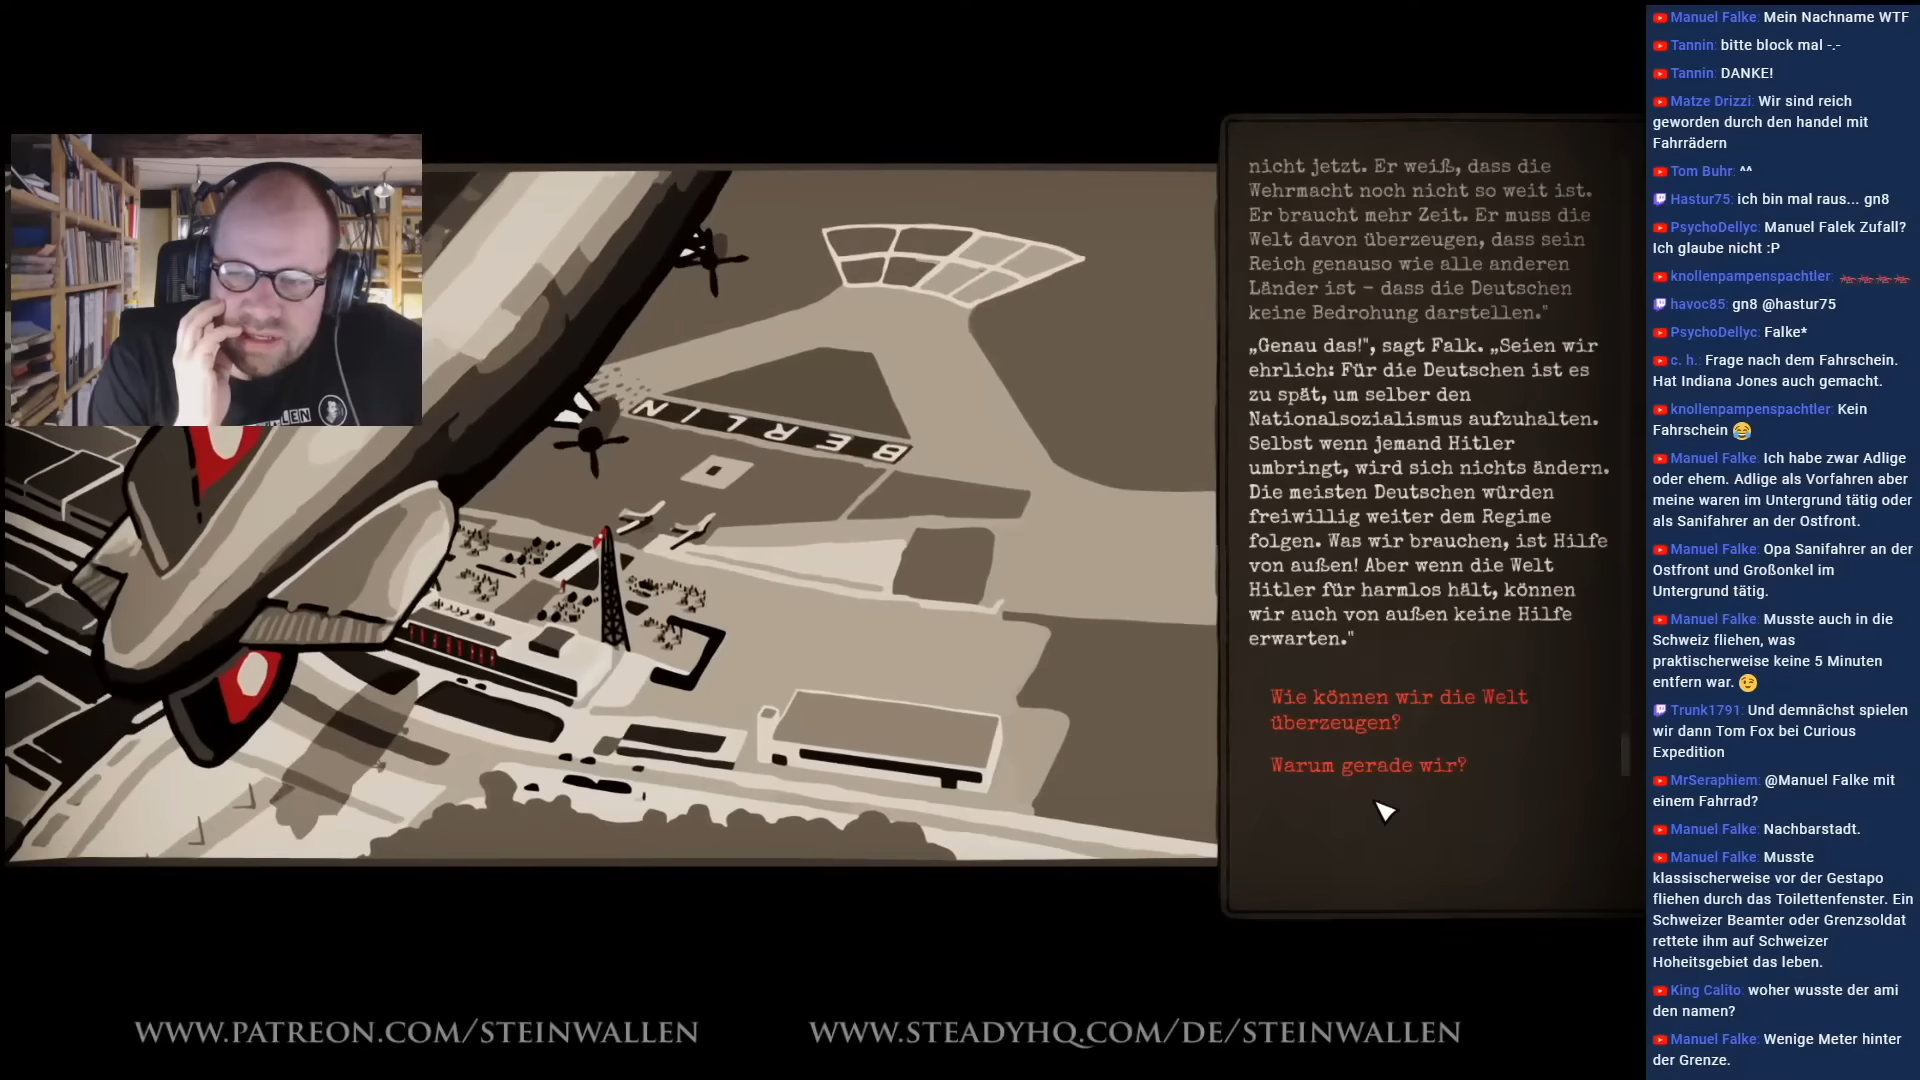 BERLIN
LEN
nicht jetzt. Er weiß, dass die
Wehrmacht noch nicht so weit ist.
Er braucht mehr Zeit. Er muss die
Welt davon überzeugen, dass sein
Reich genauso wie alle anderen
Länder ist – dass die Deutschen
keine Bedrohung darstellen."
„Genau das!", sagt Falk. „Seien wir
ehrlich: Für die Deutschen ist es
zu spät, um selber den
Nationalsozialismus aufzuhalten.
Selbst wenn jemand Hitler
umbringt, wird sich nichts ändern.
Die meisten Deutschen würden
freiwillig weiter dem Regime
folgen. Was wir brauchen, ist Hilfe
von außen! Aber wenn die Welt
Hitler für harmlos hält, können
wir auch von außen keine Hilfe
erwarten."
Wie können wir die Welt
überzeugen?
Warum gerade wir?
WWW.PATREON.COM/STEINWALLEN
WWW.STEADYHQ.COM/DE/STEINWALLEN
Manuel Falke: Mein Nachname WTF
Tannin: bitte block mal -.-
Tannin: DANKE!
Matze Drizzi: Wir sind reich
geworden durch den handel mit
Fahrrädern
Tom Buhr: ^^
Hastur75: ich bin mal raus... gn8
PsychoDellyc: Manuel Falek Zufall?
Ich glaube nicht :P
knollenpampenspachtler:
havoc85: gn8 @hastur75
PsychoDellyc: Falke*
c. h.: Frage nach dem Fahrschein.
Hat Indiana Jones auch gemacht.
knollenpampenspachtler: Kein
Fahrschein 😂
Manuel Falke: Ich habe zwar Adlige
oder ehem. Adlige als Vorfahren aber
meine waren im Untergrund tätig oder
als Sanifahrer an der Ostfront.
Manuel Falke: Opa Sanifahrer an der
Ostfront und Großonkel im
Untergrund tätig.
Manuel Falke: Musste auch in die
Schweiz fliehen, was
praktischerweise keine 5 Minuten
entfern war. 😉
Trunk1791: Und demnächst spielen
wir dann Tom Fox bei Curious
Expedition
MrSeraphiem: @Manuel Falke mit
einem Fahrrad?
Manuel Falke: Nachbarstadt.
Manuel Falke: Musste
klassischerweise vor der Gestapo
fliehen durch das Toilettenfenster. Ein
Schweizer Beamter oder Grenzsoldat
rettete ihm auf Schweizer
Hoheitsgebiet das leben.
King Calito: woher wusste der ami
den namen?
Manuel Falke: Wenige Meter hinter
der Grenze.